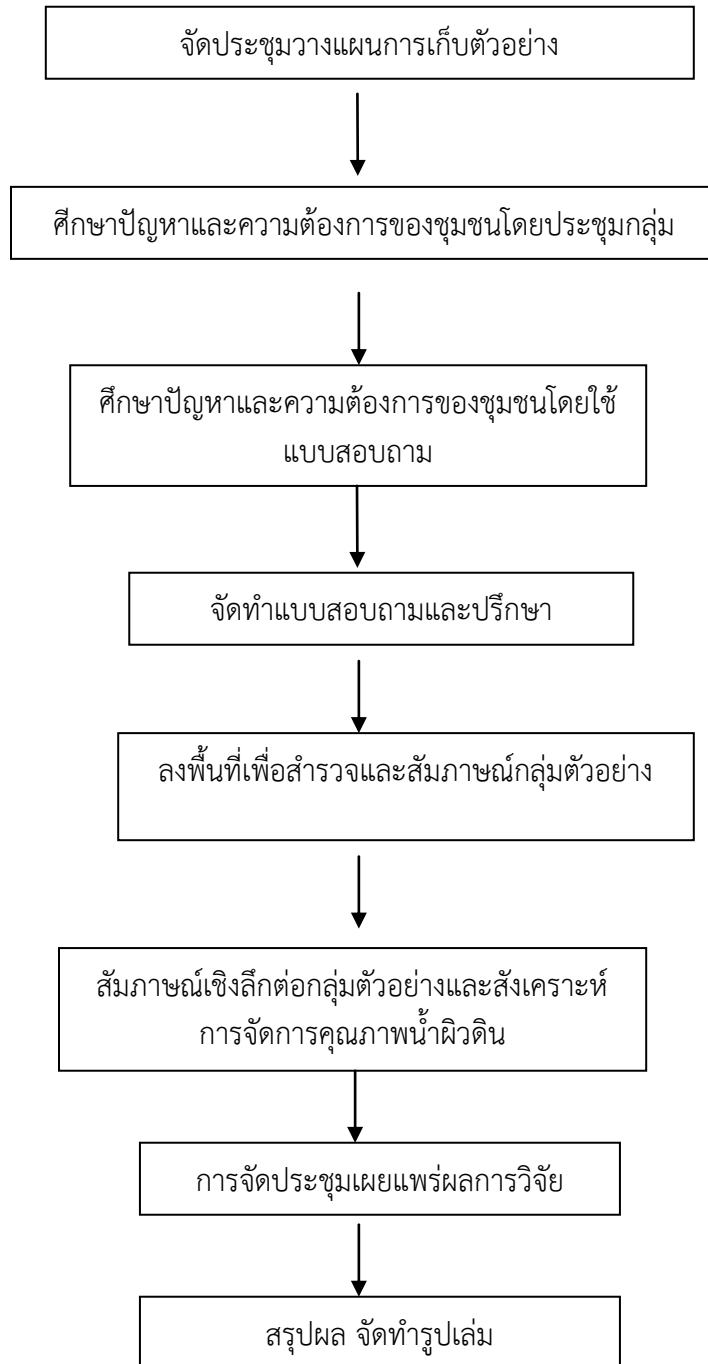 จัดประชุมวางแผนการเก็บตัวอย่าง
ศึกษาปัญหาและความต้องการของชุมชนโดยประชุมกลุ่ม
ศึกษาปัญหาและความต้องการของชุมชนโดยใช้
แบบสอบถาม
จัดทำแบบสอบถามและปรึกษา
ลงพื้นที่เพื่อสำรวจและสัมภาษณ์กลุ่มตัวอย่าง
สัมภาษณ์เชิงลึกต่อกลุ่มตัวอย่างและสังเคราะห์
การจัดการคุณภาพน้ำผิวดิน
การจัดประชุมเผยแพร่ผลการวิจัย
สรุปผล จัดทำรูปเล่ม